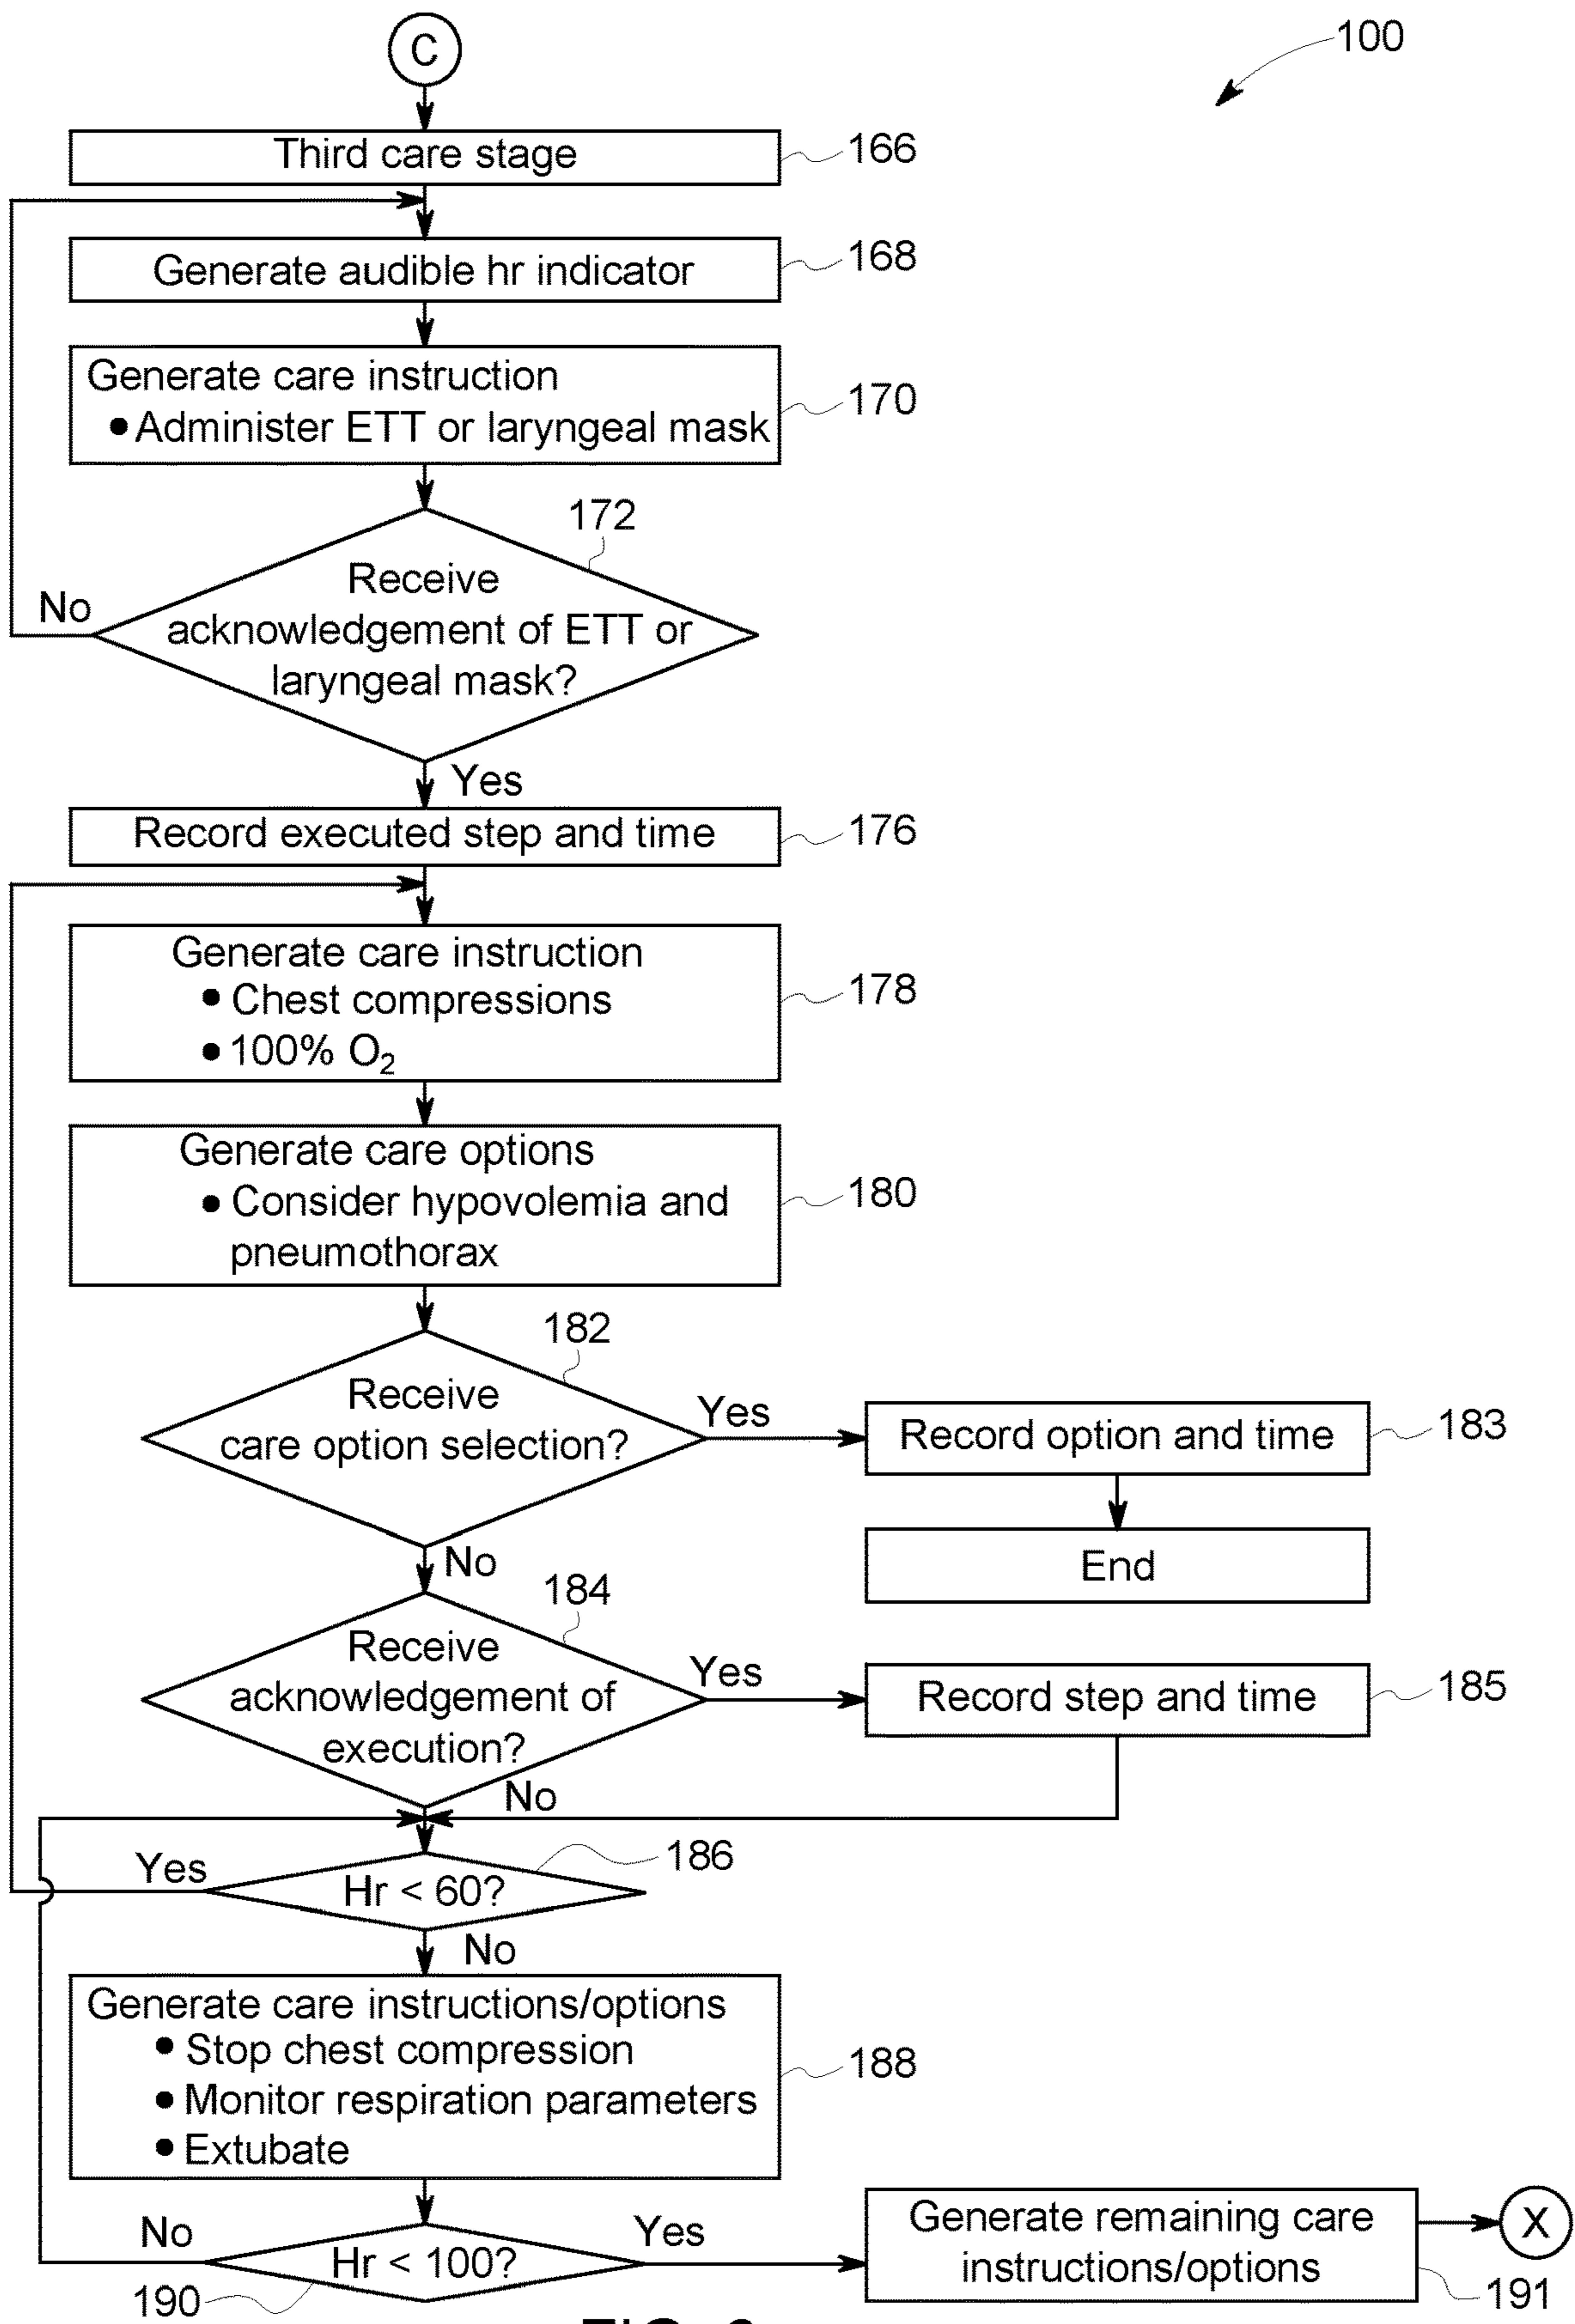 C
100
Third care stage
166
Generate audible hr indicator
168
Generate care instruction
• Administer ETT or laryngeal mask
170
172
Receive
acknowledgement of ETT or
laryngeal mask?
No
Yes
Record executed step and time
176
Generate care instruction
• Chest compressions
• 100% O₂
178
Generate care options
• Consider hypovolemia and
pneumothorax
180
182
Receive
care option selection?
Yes
Record option and time
183
End
No
184
Receive
acknowledgement of
execution?
Yes
Record step and time
185
No
186
Yes
Hr < 60?
No
Generate care instructions/options
• Stop chest compression
• Monitor respiration parameters
• Extubate
188
No
Hr < 100?
Yes
190
Generate remaining care
instructions/options
X
191